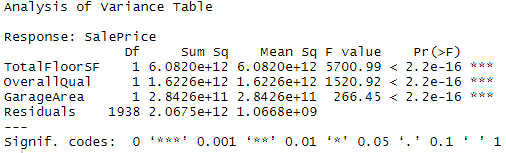 Analysis of Variance Table
Response: SalePrice
Df Sum Sq Mean Sq F value Pr(>F)
TotalFloorSF 1 6.0820e+12 6.0820e+12 5700.99 < 2.2e-16 ***
OverallQual 1 1.6226e+12 1.6226e+12 1520.92 < 2.2e-16 ***
GarageArea 1 2.8426e+11 2.8426e+11 266.45 < 2.2e-16 ***
Residuals 1938 2.0675e+12 1.0668e+09
---
Signif. codes: 0 ‘***’ 0.001 ‘**’ 0.01 ‘*’ 0.05 ‘.’ 0.1 ‘ ’ 1